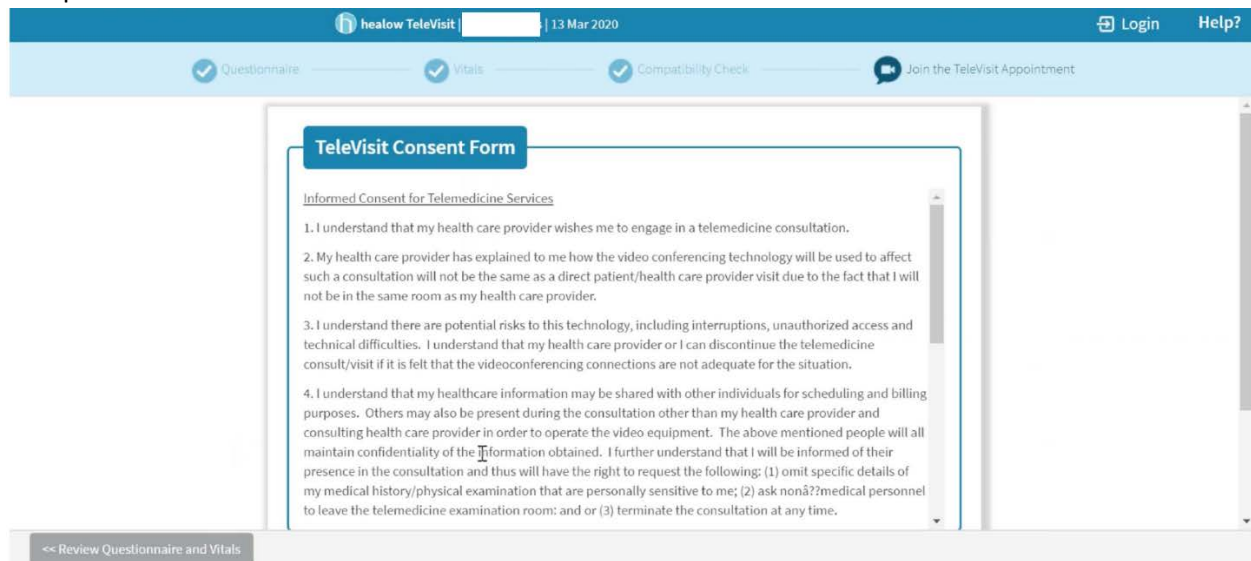 healow TeleVisit | | 13 Mar 2020 Login Help?
Questionnaire Vitals Compatibility Check Join the TeleVisit Appointment
TeleVisit Consent Form
Informed Consent for Telemedicine Services
1. I understand that my health care provider wishes me to engage in a telemedicine consultation.
2. My health care provider has explained to me how the video conferencing technology will be used to affect
such a consultation will not be the same as a direct patient/health care provider visit due to the fact that I will
not be in the same room as my health care provider.
3. I understand there are potential risks to this technology, including interruptions, unauthorized access and
technical difficulties. I understand that my health care provider or I can discontinue the telemedicine
consult/visit if it is felt that the videoconferencing connections are not adequate for the situation.
4. I understand that my healthcare information may be shared with other individuals for scheduling and billing
purposes. Others may also be present during the consultation other than my health care provider and
consulting health care provider in order to operate the video equipment. The above mentioned people will all
maintain confidentiality of the information obtained. I further understand that I will be informed of their
presence in the consultation and thus will have the right to request the following: (1) omit specific details of
my medical history/physical examination that are personally sensitive to me; (2) ask nonâ??medical personnel
to leave the telemedicine examination room: and or (3) terminate the consultation at any time.
<< Review Questionnaire and Vitals